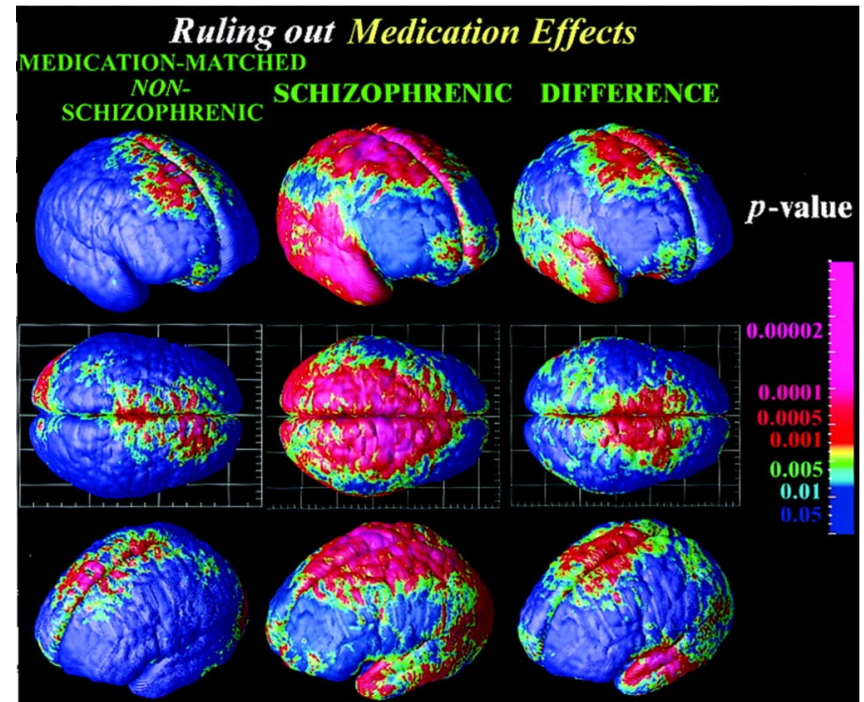 Ruling out Medication Effects
MEDICATION-MATCHED
NON-
SCHIZOPHRENIC
SCHIZOPHRENIC
DIFFERENCE
p-value
0.00002
0.0001
0.0005
0.001
0.005
0.01
0.05